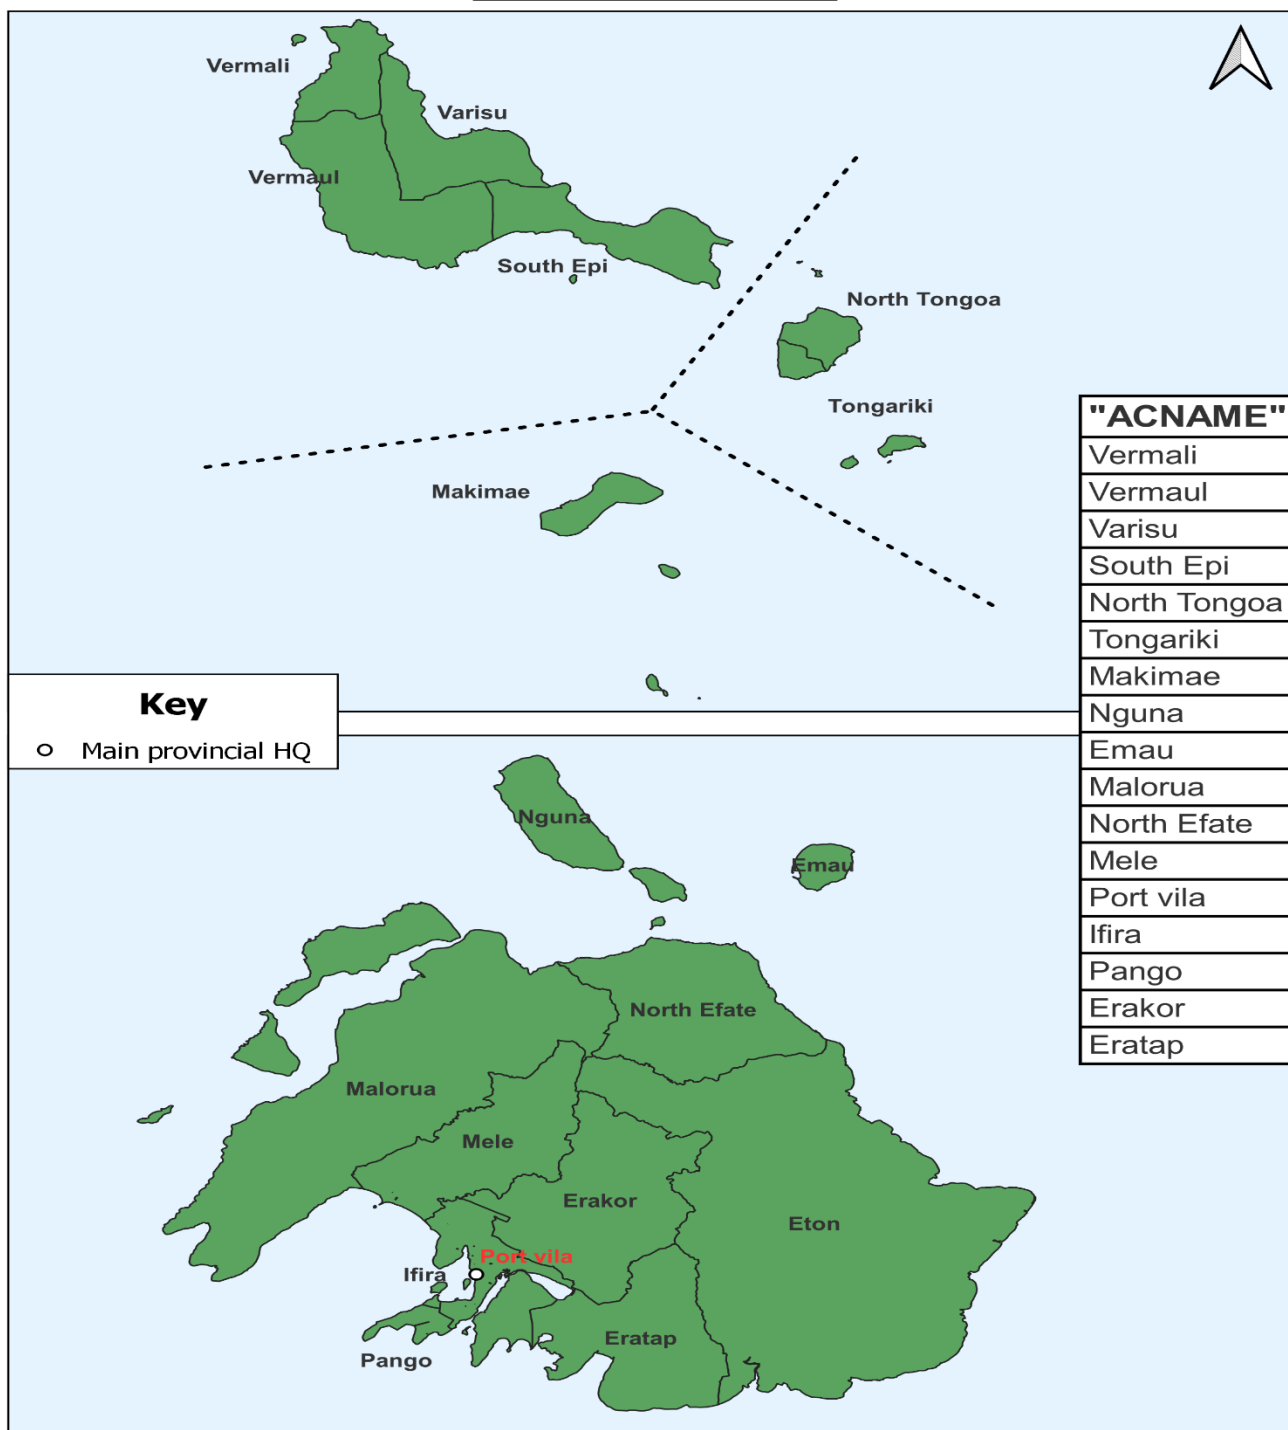 Vermali
Varisu
Vermaul
South Epi
North Tongoa
Tongariki
Makimae
"ACNAME"
Vermali
Vermaul
Varisu
South Epi
North Tongoa
Tongariki
Makimae
Nguna
Emau
Malorua
North Efate
Mele
Port vila
Ifira
Pango
Erakor
Eratap
Key
Main provincial HQ
Nguna
Emau
North Efate
Malorua
Mele
Erakor
Eton
Port vila
Ifira
Eratap
Pango